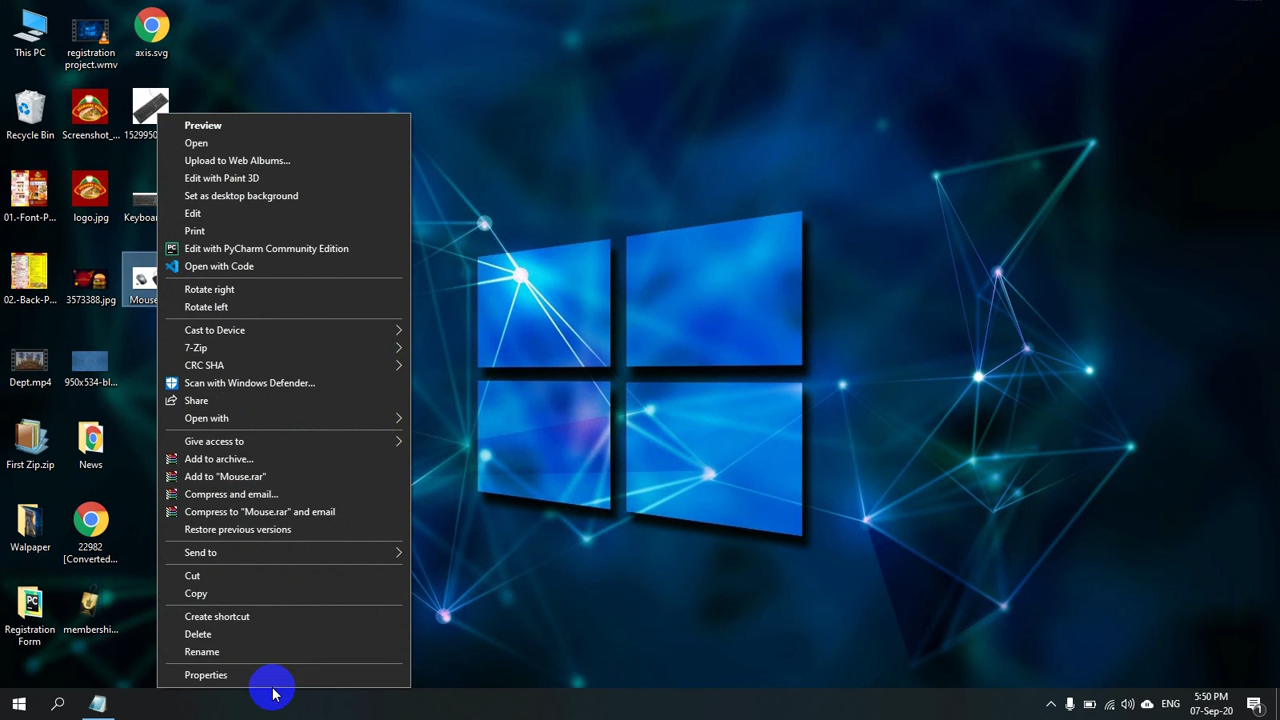 This PC
registration
project.wmv
axis.svg
Recycle Bin
Screenshot_...
1529950
01.-Font-P...
logo.jpg
Keyboa
02.-Back-P...
3573388.jpg
Mouse
Dept.mp4
950x534-bl...
First Zip.zip
News
Walpaper
22982
[Converted...
Registration
Form
membershi...
Preview
Open
Upload to Web Albums...
Edit with Paint 3D
Set as desktop background
Edit
Print
PC
Edit with PyCharm Community Edition
Open with Code
Rotate right
Rotate left
Cast to Device
7-Zip
CRC SHA
Scan with Windows Defender...
Share
Open with
Give access to
Add to archive...
Add to "Mouse.rar"
Compress and email...
Compress to "Mouse.rar" and email
Restore previous versions
Send to
Cut
Copy
Create shortcut
Delete
Rename
Properties
ENG
5:50 PM
07-Sep-20
1